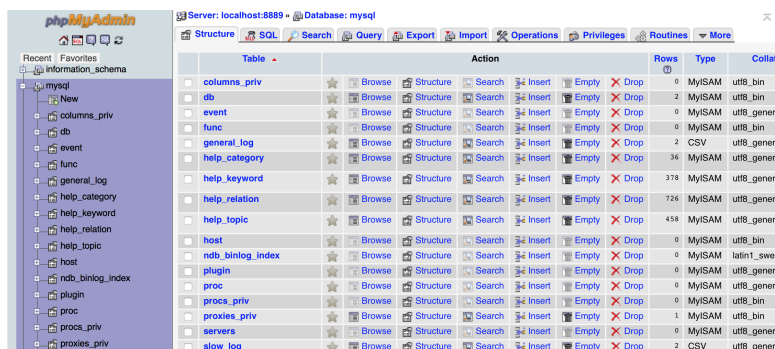 phpMyAdmin
Recent Favorites
information_schema
mysql
New
columns_priv
db
event
func
general_log
help_category
help_keyword
help_relation
help_topic
host
ndb_binlog_index
plugin
proc
procs_priv
proxies_priv
Server: localhost:8889 » Database: mysql
Structure SQL Search Query Export Import Operations Privileges Routines More
Table Action Rows Type Collat
columns_priv Browse Structure Search Insert Empty Drop 0 MyISAM utf8_bin
db Browse Structure Search Insert Empty Drop 2 MyISAM utf8_bin
event Browse Structure Search Insert Empty Drop 0 MyISAM utf8_gener
func Browse Structure Search Insert Empty Drop 0 MyISAM utf8_bin
general_log Browse Structure Search Insert Empty Drop 2 CSV utf8_gener
help_category Browse Structure Search Insert Empty Drop 36 MyISAM utf8_gener
help_keyword Browse Structure Search Insert Empty Drop 378 MyISAM utf8_gener
help_relation Browse Structure Search Insert Empty Drop 726 MyISAM utf8_gener
help_topic Browse Structure Search Insert Empty Drop 458 MyISAM utf8_gener
host Browse Structure Search Insert Empty Drop 0 MyISAM utf8_bin
ndb_binlog_index Browse Structure Search Insert Empty Drop 0 MyISAM latin1_swe
plugin Browse Structure Search Insert Empty Drop 0 MyISAM utf8_gener
proc Browse Structure Search Insert Empty Drop 0 MyISAM utf8_gener
procs_priv Browse Structure Search Insert Empty Drop 0 MyISAM utf8_bin
proxies_priv Browse Structure Search Insert Empty Drop 1 MyISAM utf8_bin
servers Browse Structure Search Insert Empty Drop 0 MyISAM utf8_gener
slow_log Browse Structure Search Insert Empty Drop 2 CSV utf8_gener